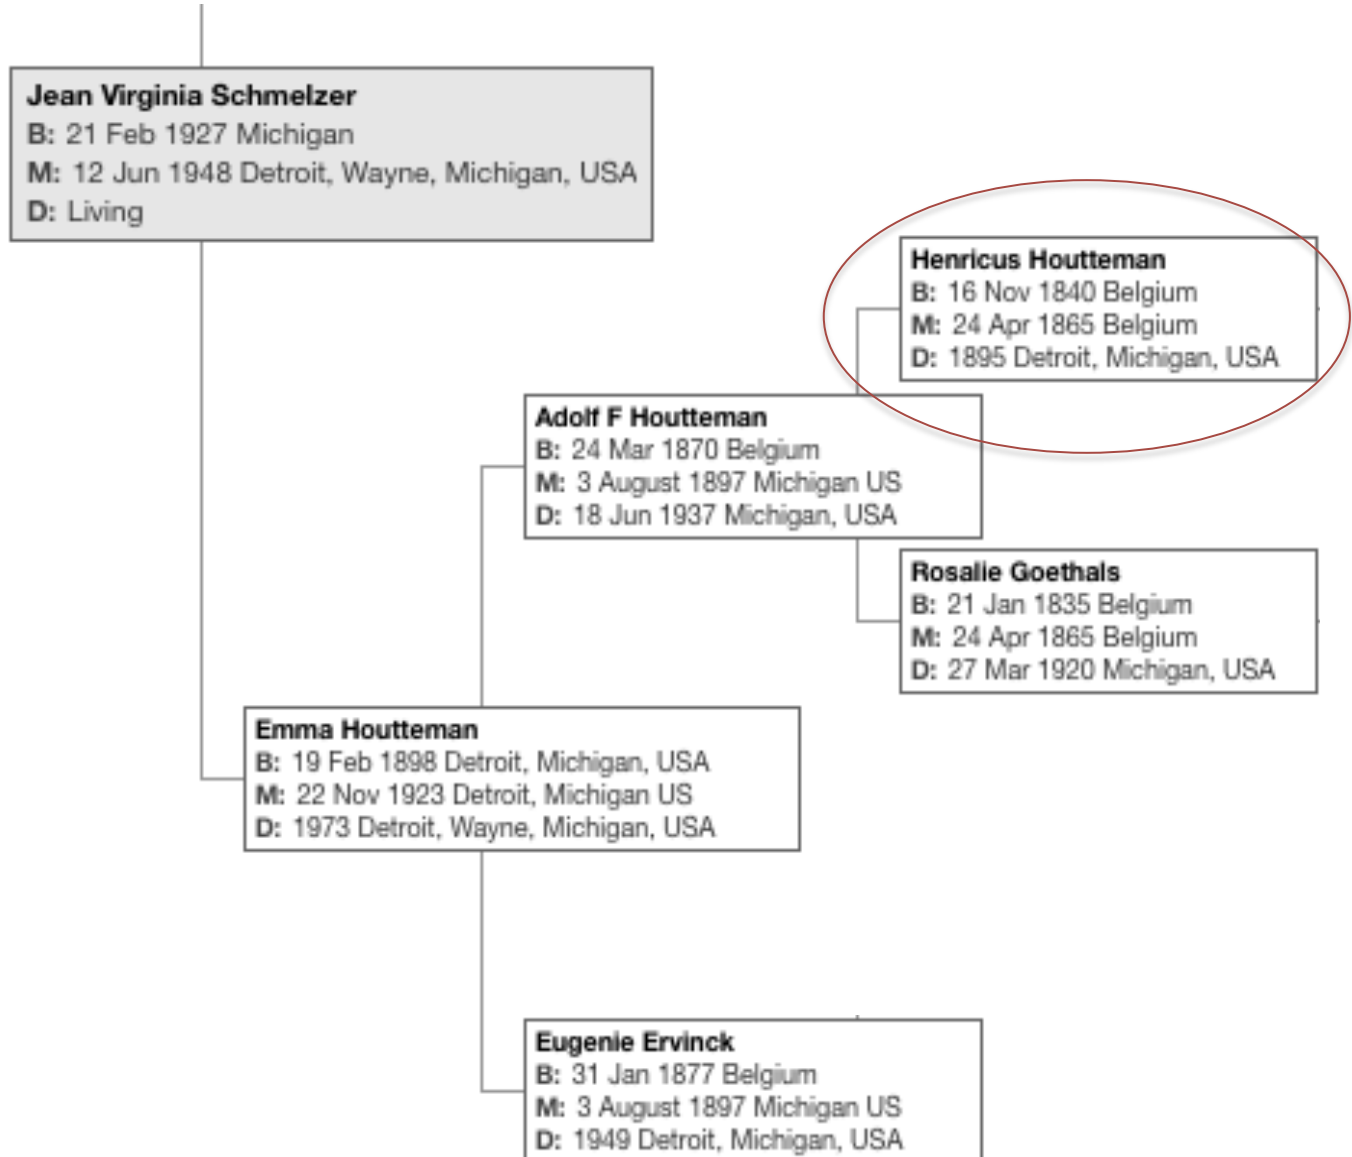 Jean Virginia Schmelzer
B: 21 Feb 1927 Michigan
M: 12 Jun 1948 Detroit, Wayne, Michigan, USA
D: Living
Henricus Houtteman
B: 16 Nov 1840 Belgium
M: 24 Apr 1865 Belgium
D: 1895 Detroit, Michigan, USA
Adolf F Houtteman
B: 24 Mar 1870 Belgium
M: 3 August 1897 Michigan US
D: 18 Jun 1937 Michigan, USA
Rosalie Goethals
B: 21 Jan 1835 Belgium
M: 24 Apr 1865 Belgium
D: 27 Mar 1920 Michigan, USA
Emma Houtteman
B: 19 Feb 1898 Detroit, Michigan, USA
M: 22 Nov 1923 Detroit, Michigan US
D: 1973 Detroit, Wayne, Michigan, USA
Eugenie Ervinck
B: 31 Jan 1877 Belgium
M: 3 August 1897 Michigan US
D: 1949 Detroit, Michigan, USA